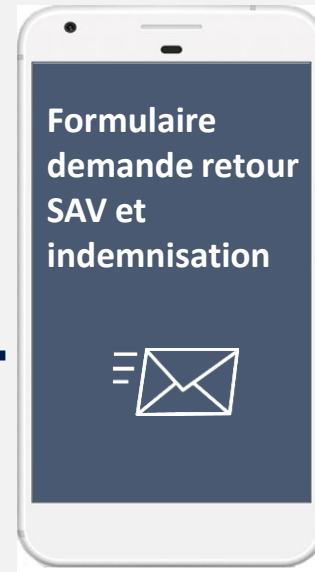 Formulaire
demande retour
SAV et
indemnisation